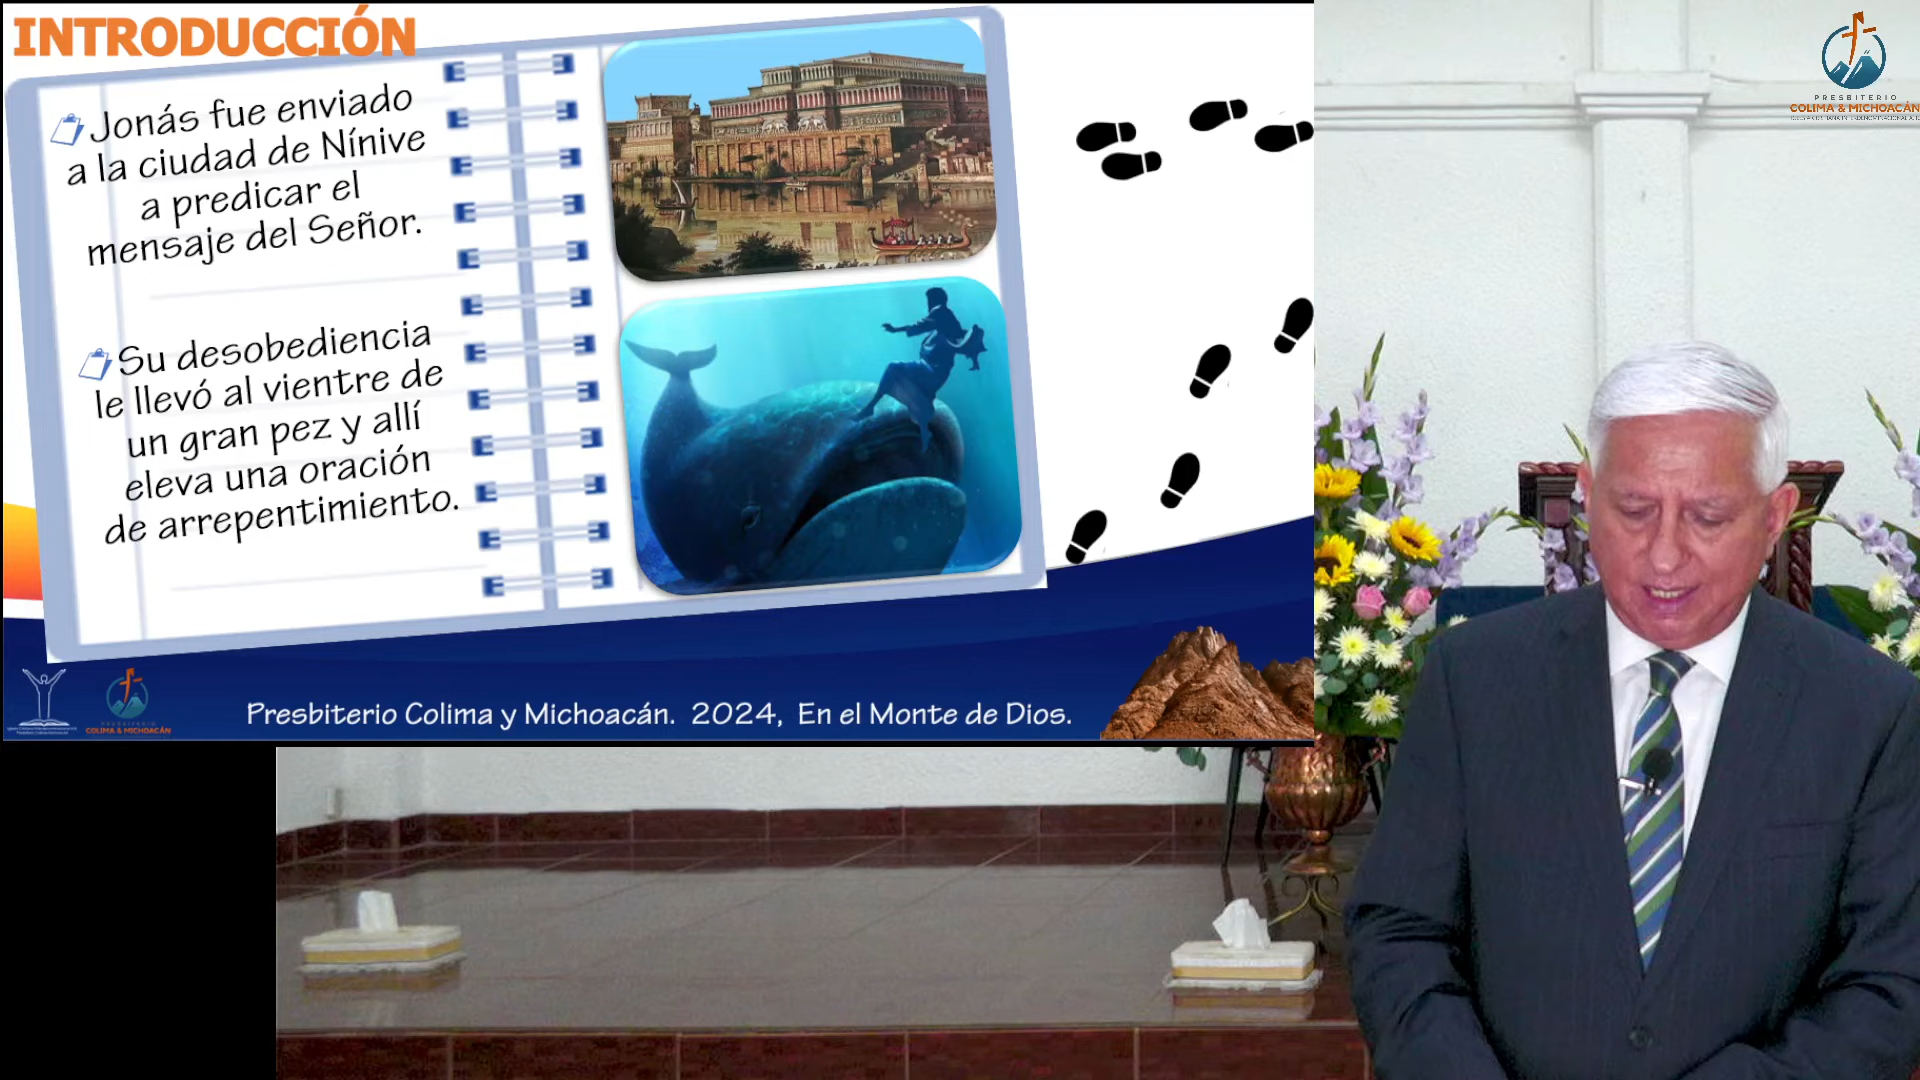 INTRODUCCIÓN
Jonás fue enviado
a la ciudad de Nínive
a predicar el
mensaje del Señor.
Su desobediencia
le llevó al vientre de
un gran pez y allí
eleva una oración
de arrepentimiento.
COLIMA & MICHOACÁN
Presbiterio Colima y Michoacán. 2024, En el Monte de Dios.
PRESBITERIO
COLIMA & MICHOACÁN